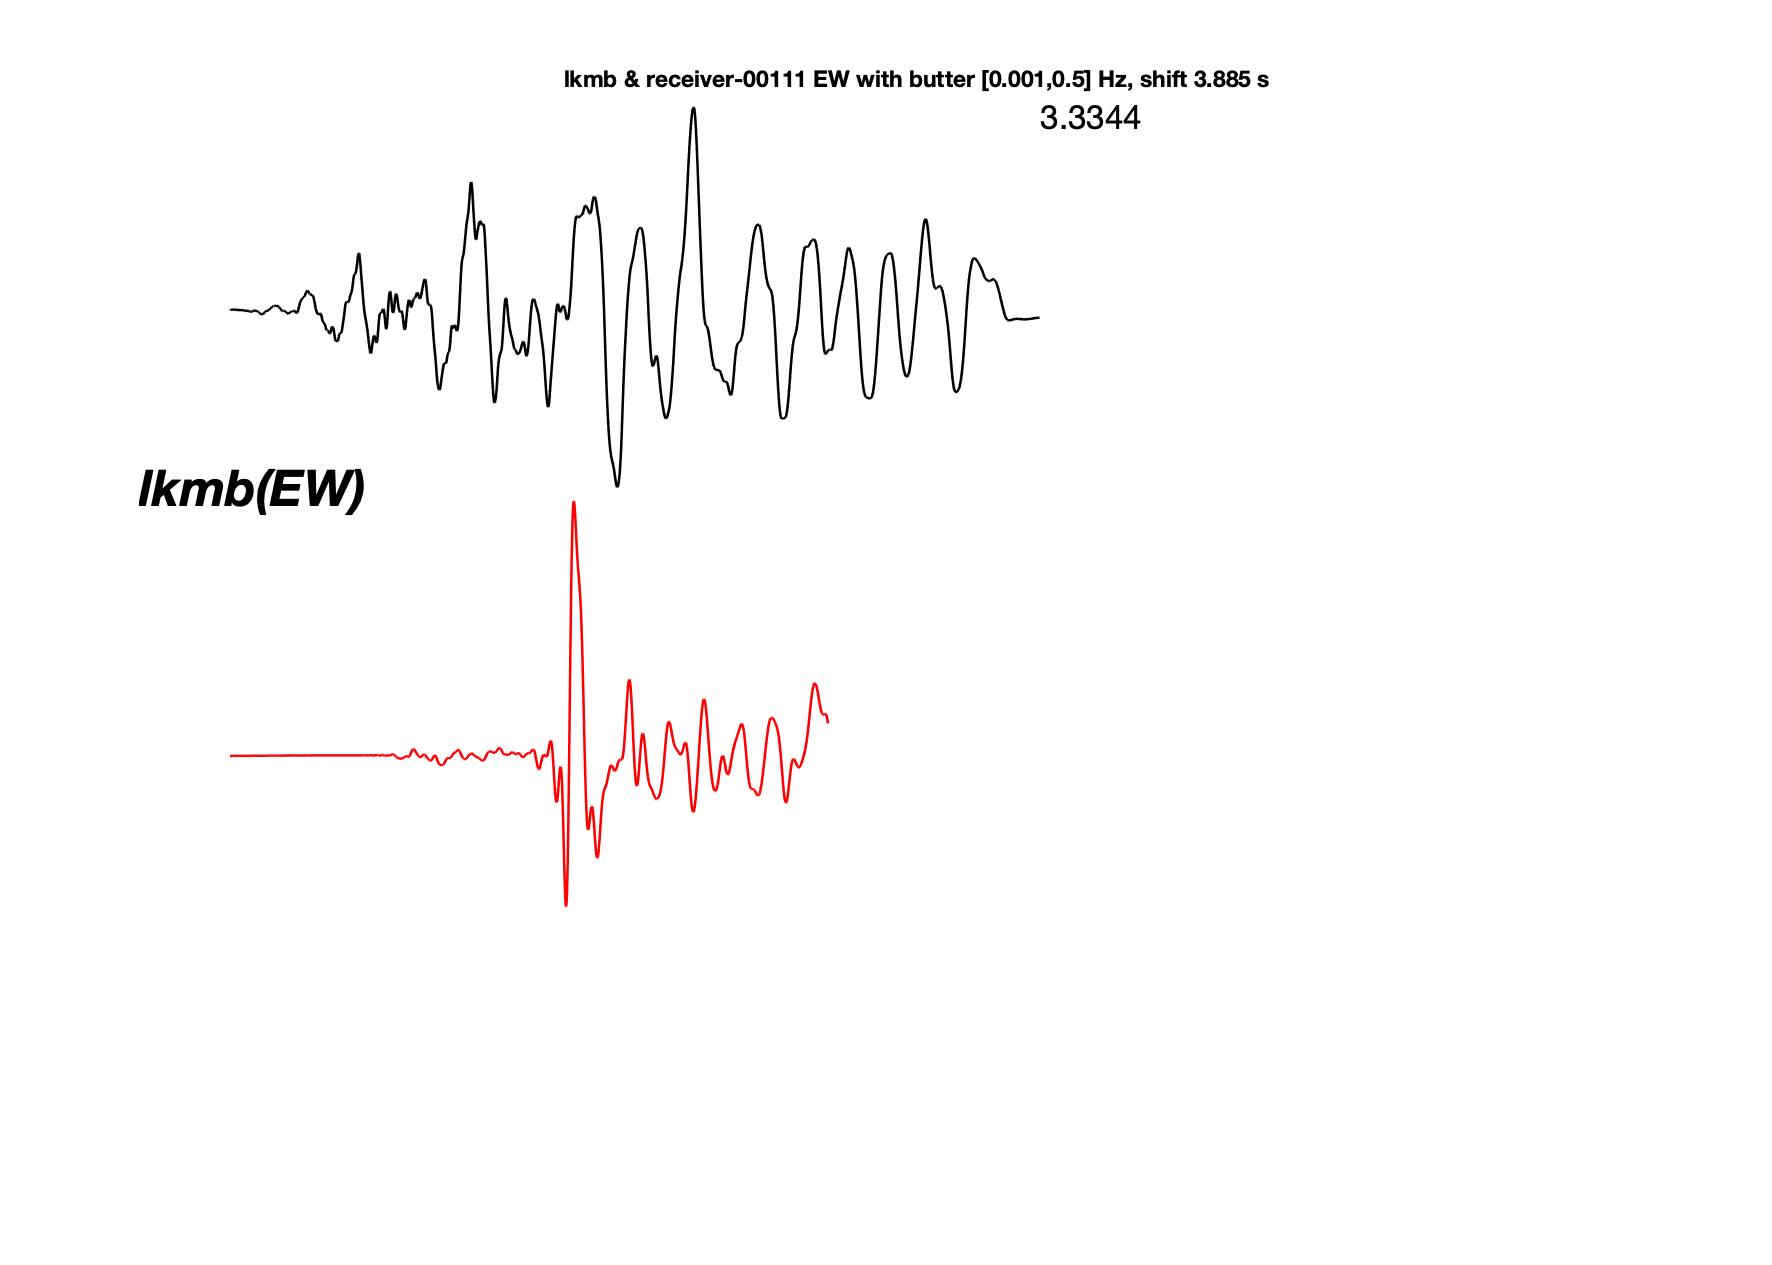 lkmb & receiver-00111 EW with butter [0.001,0.5] Hz, shift 3.885 s
3.3344
lkmb(EW)